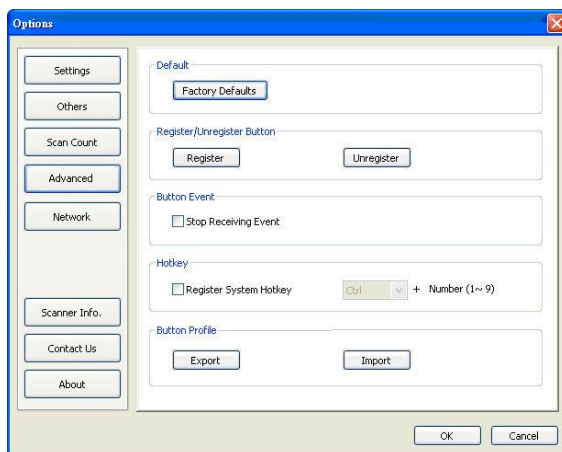 Options
Settings
Others
Scan Count
Advanced
Network
Scanner Info.
Contact Us
About
Default
Factory Defaults
Register/Unregister Button
Register Unregister
Button Event
Stop Receiving Event
Hotkey
Register System Hotkey Ctrl + Number (1~ 9)
Button Profile
Export Import
OK Cancel